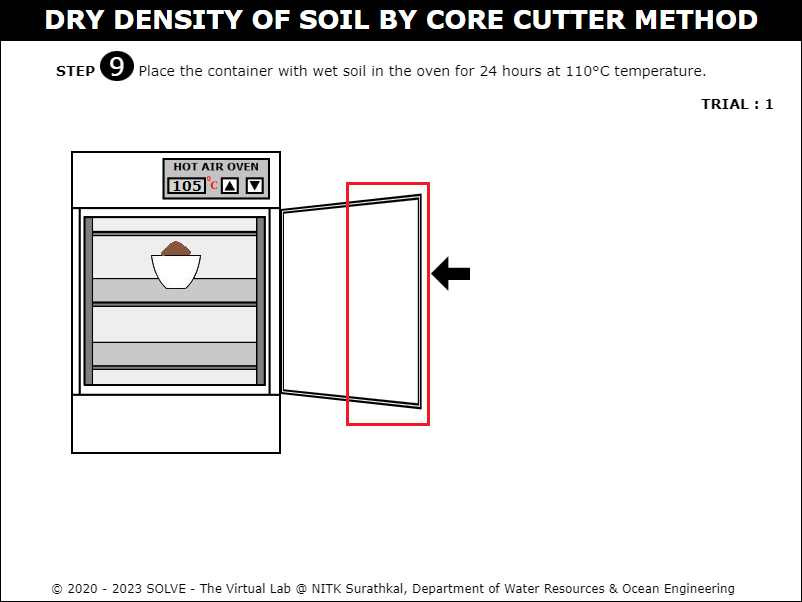 DRY DENSITY OF SOIL BY CORE CUTTER METHOD
STEP 9 Place the container with wet soil in the oven for 24 hours at 110°C temperature.
TRIAL : 1
HOT AIR OVEN
105 °C
© 2020 - 2023 SOLVE - The Virtual Lab @ NITK Surathkal, Department of Water Resources & Ocean Engineering